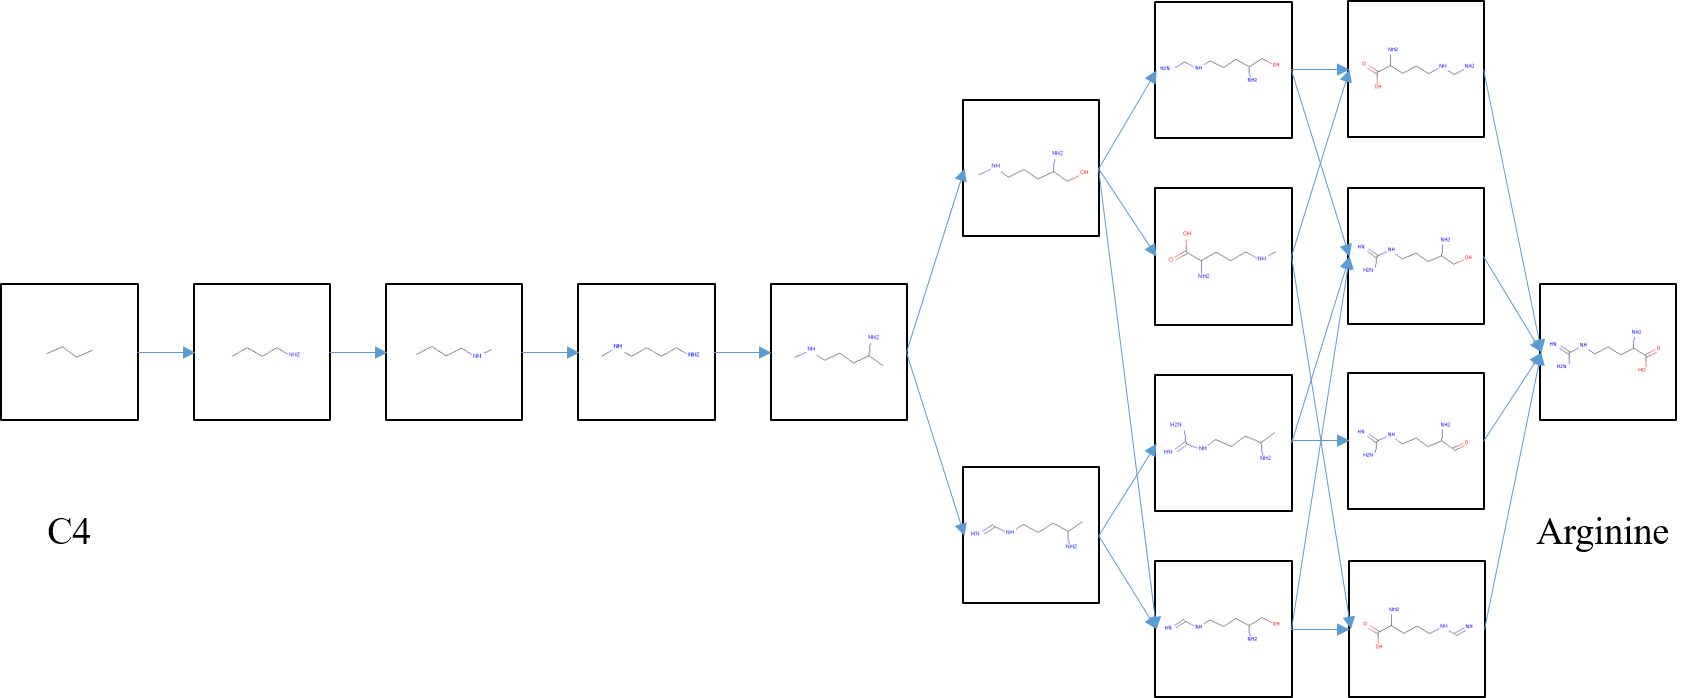 H2N NH NH2 OH
NH2 O OH NH NH2
NH NH2 OH
OH O NH2 NH
HN NH H2N NH2 OH
NH2
NH
NH NH2
NH NH2
HN NH H2N NH2 O HO
H2N HN NH NH2
HN NH H2N NH2 O
C4
HN NH NH2
Arginine
HN NH NH2 OH
NH2 O OH NH NH